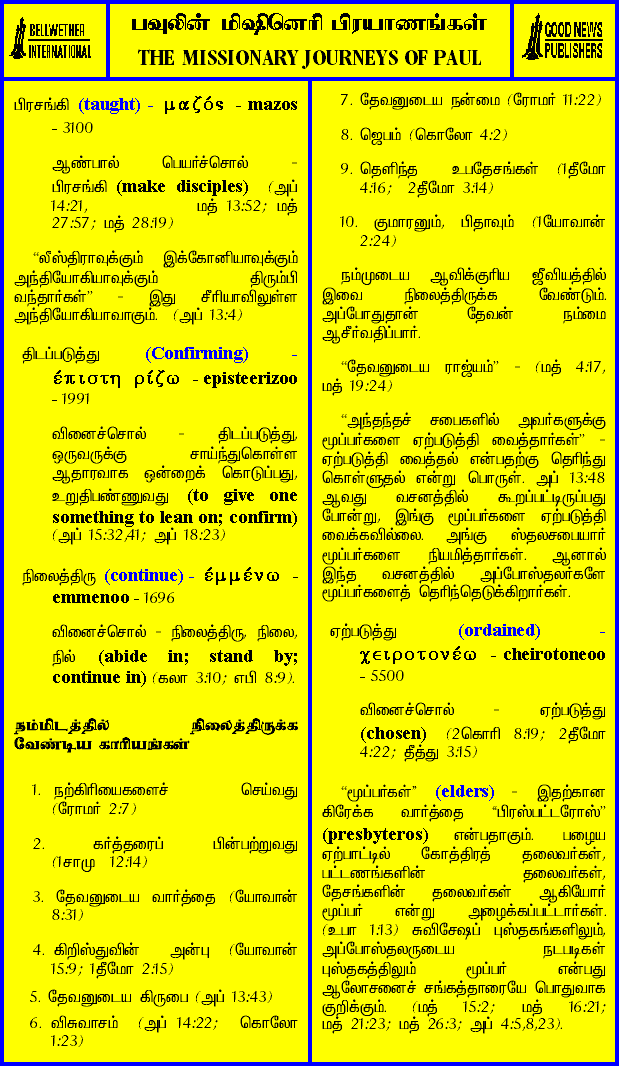 BELLWETHER
INTERNATIONAL
பவுலின் மிஷினெரி பிரயாணங்கள்
THE MISSIONARY JOURNEYS OF PAUL
GOOD NEWS
PUBLISHERS
பிரசங்கி (taught) - μαζός - mazos
- 3100
ஆண்பால் பெயர்ச்சொல் -
பிரசங்கி (make disciples) (அப்
14:21, மத் 13:52; மத்
27:57; மத் 28:19)
“லீஸ்திராவுக்கும் இக்கோனியாவுக்கும்
அந்தியோகியாவுக்கும் திரும்பி
வந்தார்கள்” - இது சீரியாவிலுள்ள
அந்தியோகியாவாகும். (அப் 13:4)
திடப்படுத்து (Confirming) -
έπιστη ρίζω - episteerizoo
- 1991
வினைச்சொல் - திடப்படுத்து,
ஒருவருக்கு சாய்ந்துகொள்ள
ஆதாரவாக ஒன்றைக் கொடுப்பது,
உறுதிபண்ணுவது (to give one
something to lean on; confirm)
(அப் 15:32,41; அப் 18:23)
நிலைத்திரு (continue) - έμμένω -
emmenoo - 1696
வினைச்சொல் - நிலைத்திரு, நிலை,
நில் (abide in; stand by;
continue in) (கலா 3:10; எபி 8:9).
நம்மிடத்தில் நிலைத்திருக்க
வேண்டிய காரியங்கள்
1. நற்கிரியைகளைச் செய்வது
(ரோமர் 2:7)
2. கர்த்தரைப் பின்பற்றுவது
(1சாமு 12:14)
3. தேவனுடைய வார்த்தை (யோவான்
8:31)
4. கிறிஸ்துவின் அன்பு (யோவான்
15:9; 1தீமோ 2:15)
5. தேவனுடைய கிருபை (அப் 13:43)
6. விசுவாசம் (அப் 14:22; கொலோ
1:23)
7. தேவனுடைய நன்மை (ரோமர் 11:22)
8. ஜெபம் (கொலோ 4:2)
9. தெளிந்த உபதேசங்கள் (1தீமோ
4:16; 2தீமோ 3:14)
10. குமாரனும், பிதாவும் (1யோவான்
2:24)
நம்முடைய ஆவிக்குரிய ஜீவியத்தில்
இவை நிலைத்திருக்க வேண்டும்.
அப்போதுதான் தேவன் நம்மை
ஆசீர்வதிப்பார்.
“தேவனுடைய ராஜ்யம்” - (மத் 4:17,
மத் 19:24)
“அந்தந்தச் சபைகளில் அவர்களுக்கு
மூப்பர்களை ஏற்படுத்தி வைத்தார்கள்” -
ஏற்படுத்தி வைத்தல் என்பதற்கு தெரிந்து
கொள்ளுதல் என்று பொருள். அப் 13:48
ஆவது வசனத்தில் கூறப்பட்டிருப்பது
போன்று, இங்கு மூப்பர்களை ஏற்படுத்தி
வைக்கவில்லை. அங்கு ஸ்தலசபையார்
மூப்பர்களை நியமித்தார்கள். ஆனால்
இந்த வசனத்தில் அப்போஸ்தலர்களே
மூப்பர்களைத் தெரிந்தெடுக்கிறார்கள்.
ஏற்படுத்து (ordained) -
χειροτονέω - cheirotoneoo
- 5500
வினைச்சொல் - ஏற்படுத்து
(chosen) (2கொரி 8:19; 2தீமோ
4:22; தீத்து 3:15)
“மூப்பர்கள்” (elders) - இதற்கான
கிரேக்க வார்த்தை “பிரஸ்பட்டரோஸ்”
(presbyteros) என்பதாகும். பழைய
ஏற்பாட்டில் கோத்திரத் தலைவர்கள்,
பட்டணங்களின் தலைவர்கள்,
தேசங்களின் தலைவர்கள் ஆகியோர்
மூப்பர் என்று அழைக்கப்பட்டார்கள்.
(உபா 1:13) சுவிசேஷப் புஸ்தகங்களிலும்,
அப்போஸ்தலருடைய நடபடிகள்
புஸ்தகத்திலும் மூப்பர் என்பது
ஆலோசனைச் சங்கத்தாரையே பொதுவாக
குறிக்கும். (மத் 15:2; மத் 16:21;
மத் 21:23; மத் 26:3; அப் 4:5,8,23).